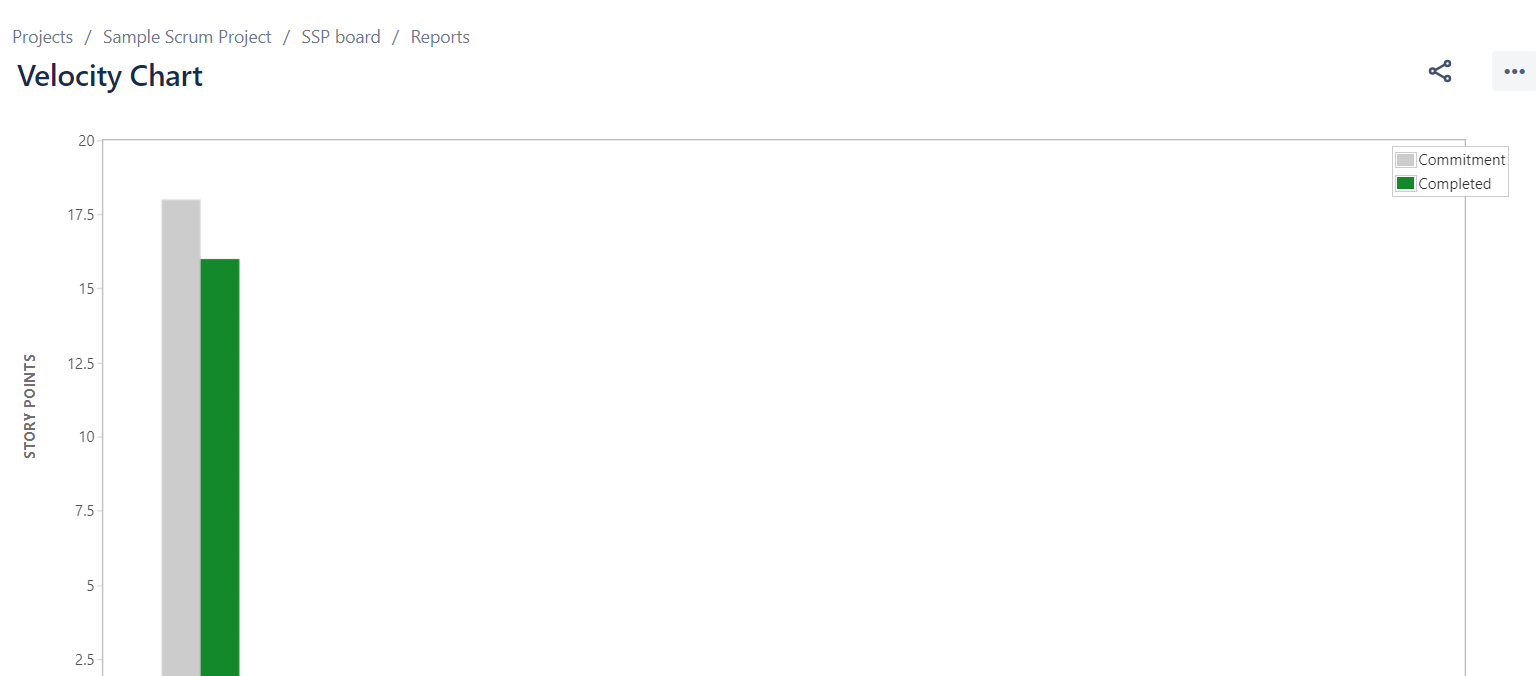 Projects / Sample Scrum Project / SSP board / Reports
Velocity Chart
20
Commitment
Completed
17.5
15
12.5
STORY POINTS
10
7.5
5
2.5